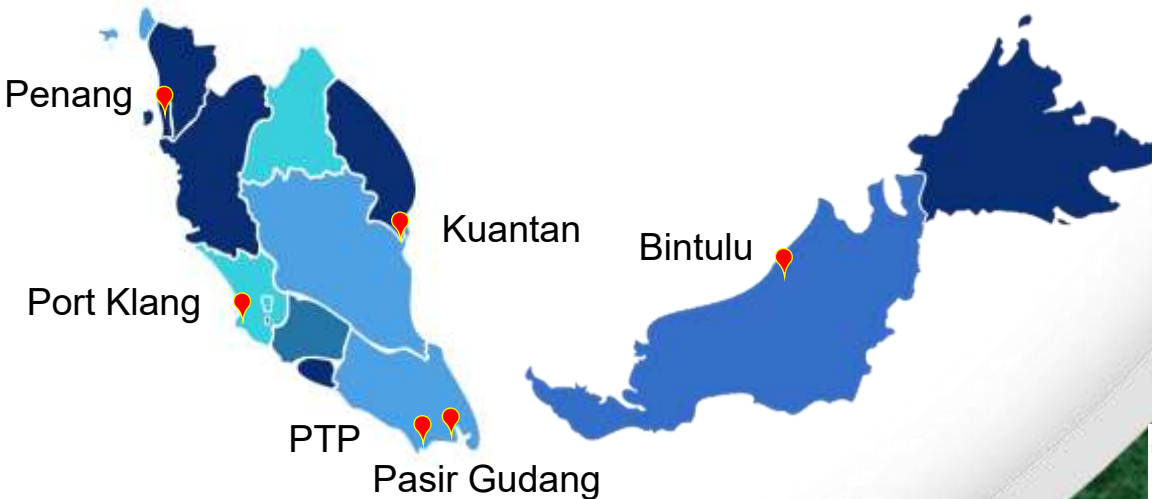 Penang
Kuantan
Bintulu
Port Klang
PTP
Pasir Gudang